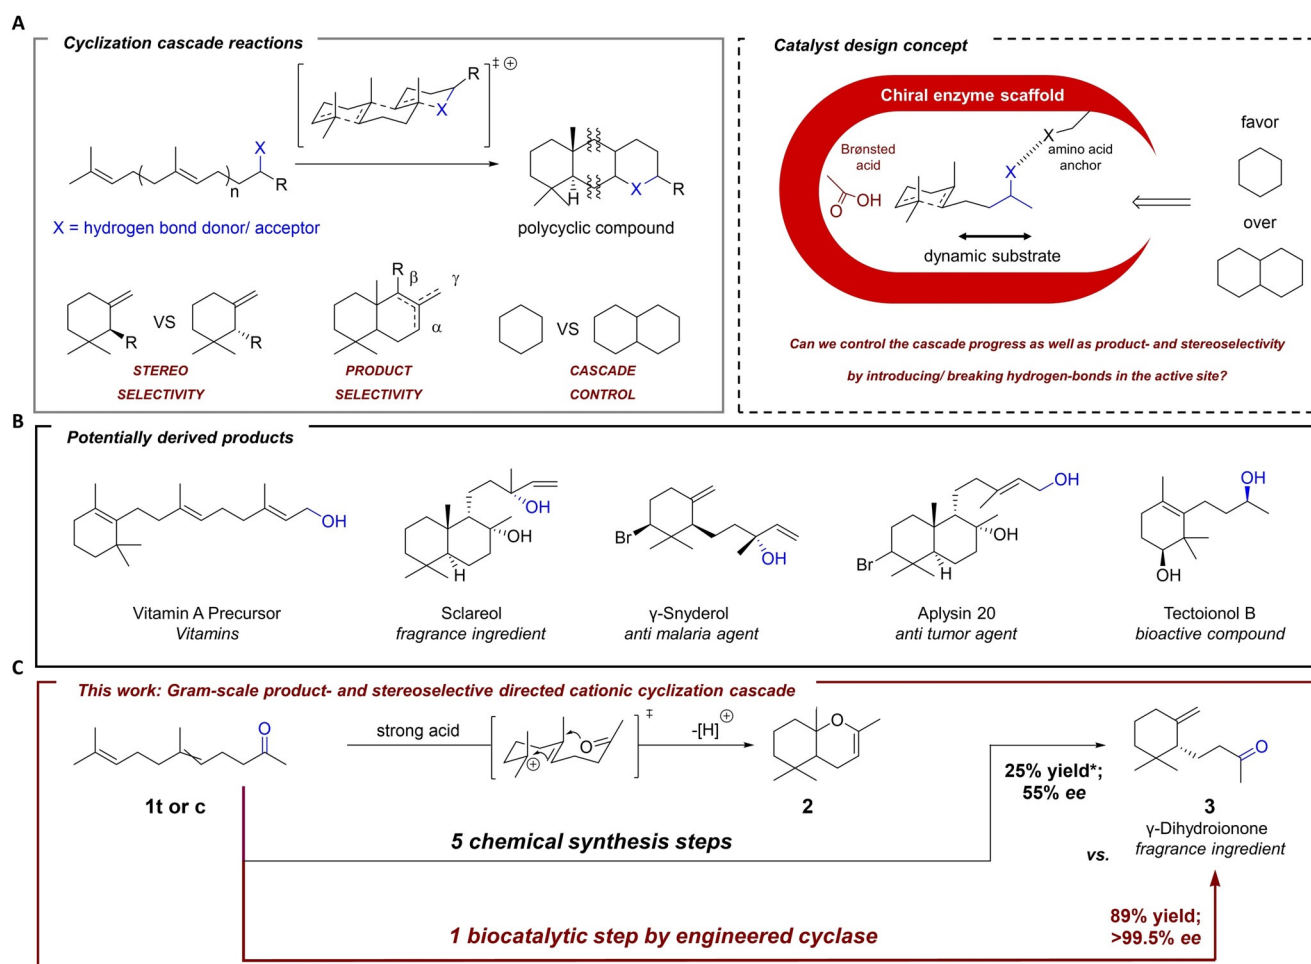 A
Cyclization cascade reactions
‡ ⊕
R
X
X
R
n
X = hydrogen bond donor/ acceptor
H
X
R
polycyclic compound
R
VS
R
STEREO
SELECTIVITY
R
β
γ
α
PRODUCT
SELECTIVITY
VS
CASCADE
CONTROL
Catalyst design concept
Chiral enzyme scaffold
Brønsted
acid
O
OH
X
amino acid
anchor
X
dynamic substrate
favor
over
Can we control the cascade progress as well as product- and stereoselectivity
by introducing/ breaking hydrogen-bonds in the active site?
B
Potentially derived products
OH
Vitamin A Precursor
Vitamins
OH
OH
H
Sclareol
fragrance ingredient
Br
OH
γ-Snyderol
anti malaria agent
OH
OH
Br
H
Aplysin 20
anti tumor agent
OH
OH
Tectoionol B
bioactive compound
C
This work: Gram-scale product- and stereoselective directed cationic cyclization cascade
O
1t or c
strong acid
⊕
O
‡
-[H]⊕
O
2
5 chemical synthesis steps
25% yield*;
55% ee
O
3
γ-Dihydroionone
fragrance ingredient
vs.
1 biocatalytic step by engineered cyclase
89% yield;
>99.5% ee